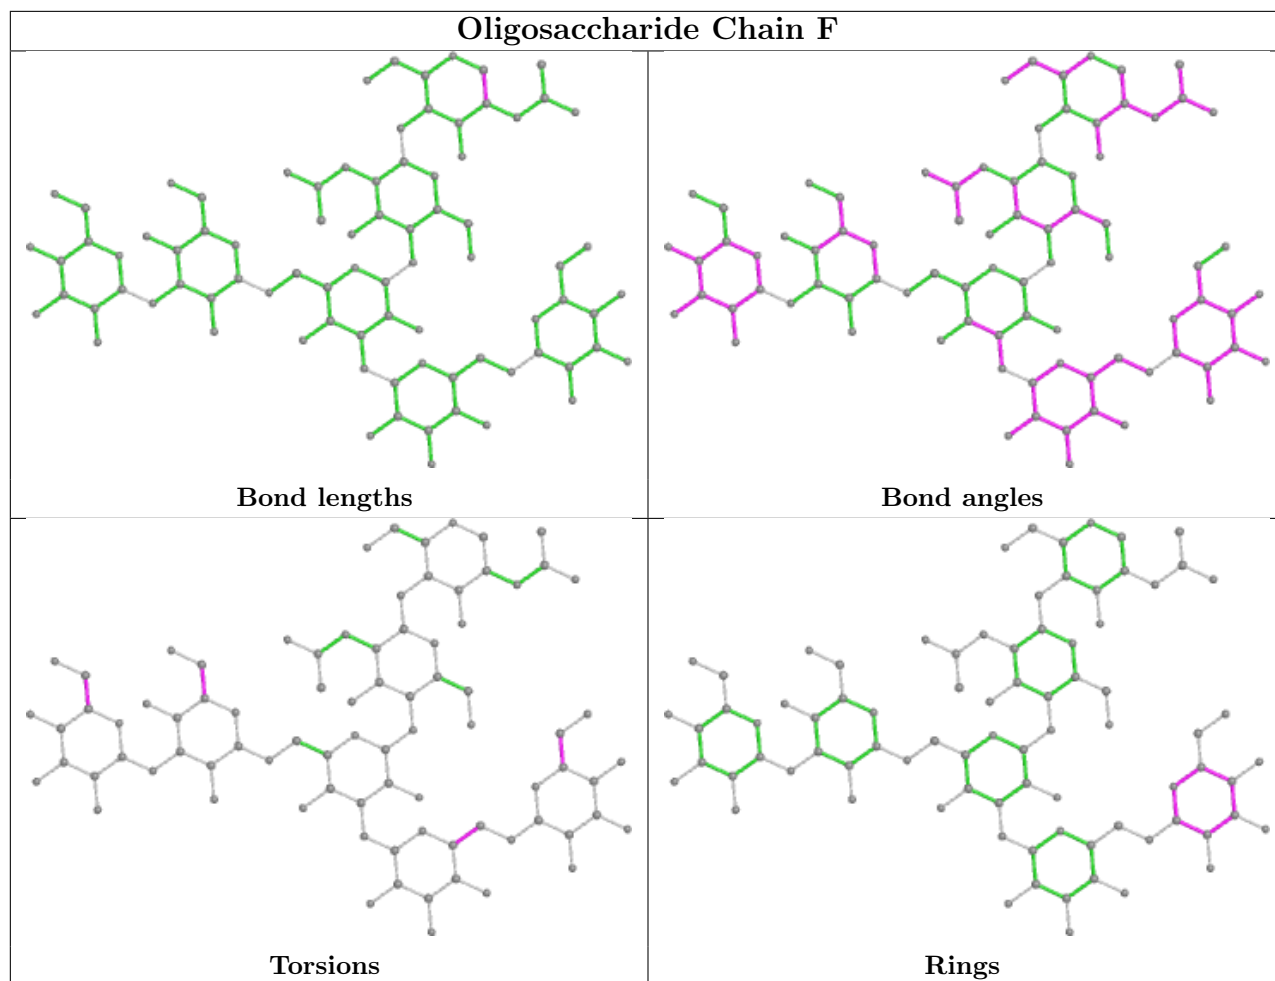 Oligosaccharide Chain F
Bond lengths
Bond angles
Torsions
Rings